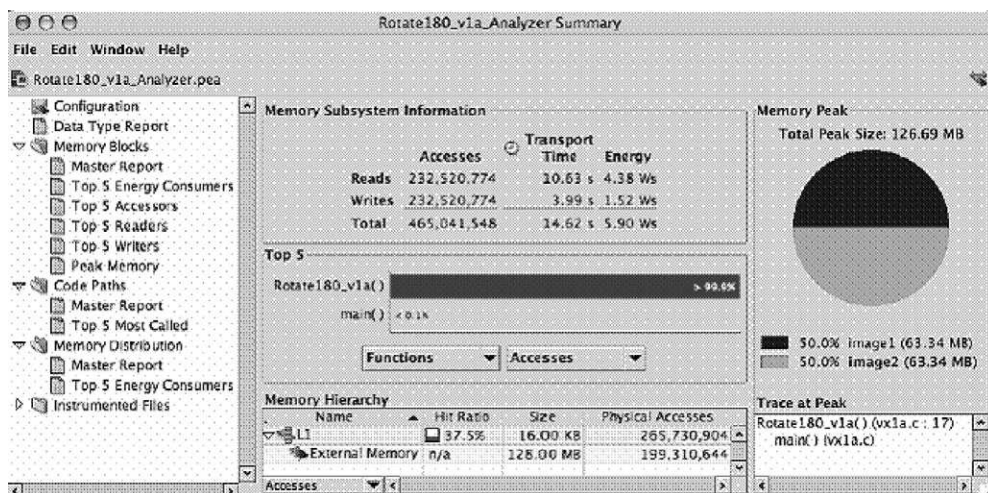 Rotate180_v1a_Analyzer Summary
File Edit Window Help
Rotate180_v1a_Analyzer.pea
Configuration
Data Type Report
Memory Blocks
Master Report
Top 5 Energy Consumers
Top 5 Accessors
Top 5 Readers
Top 5 Writers
Peak Memory
Code Paths
Master Report
Top 5 Most Called
Memory Distribution
Master Report
Top 5 Energy Consumers
Instrumented Files
Memory Subsystem Information
Transport
Accesses Time Energy
Reads 232,520,774 10.63 s 4.38 Ws
Writes 232,520,774 3.99 s 1.52 Ws
Total 465,041,548 14.62 s 5.90 Ws
Top 5
Rotate180_v1a() > 99.9%
main() < 0.1%
Functions Accesses
Memory Hierarchy
Name Hit Ratio Size Physical Accesses
L1 37.5% 16.00 KB 265,730,904
External Memory n/a 128.00 MB 199,310,644
Accesses
Memory Peak
Total Peak Size: 126.69 MB
50.0% image1 (63.34 MB)
50.0% image2 (63.34 MB)
Trace at Peak
Rotate180_v1a() (vx1a.c : 17)
main() (vx1a.c)